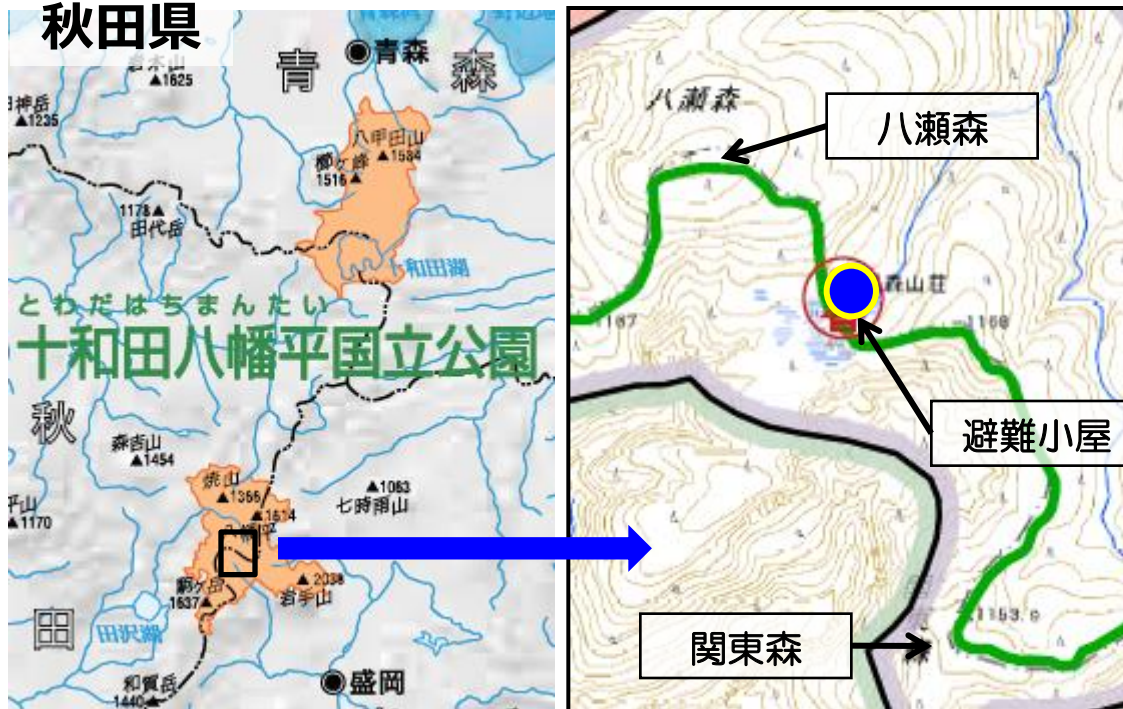 秋田県
青森
青森
1625
1235
八甲田山
1584
櫛ヶ峰
1516
1178
田代岳
和田湖
とわだはちまんたい
十和田八幡平国立公園
秋
森吉山
1454
焼山
1366
1063
七時雨山
1614
平山
1170
2038
岩手山
駒ヶ岳
1637
田
田沢湖
和賀岳
1440
盛岡
八瀬森
八瀬森
森山荘
1168
避難小屋
1153.9
関東森